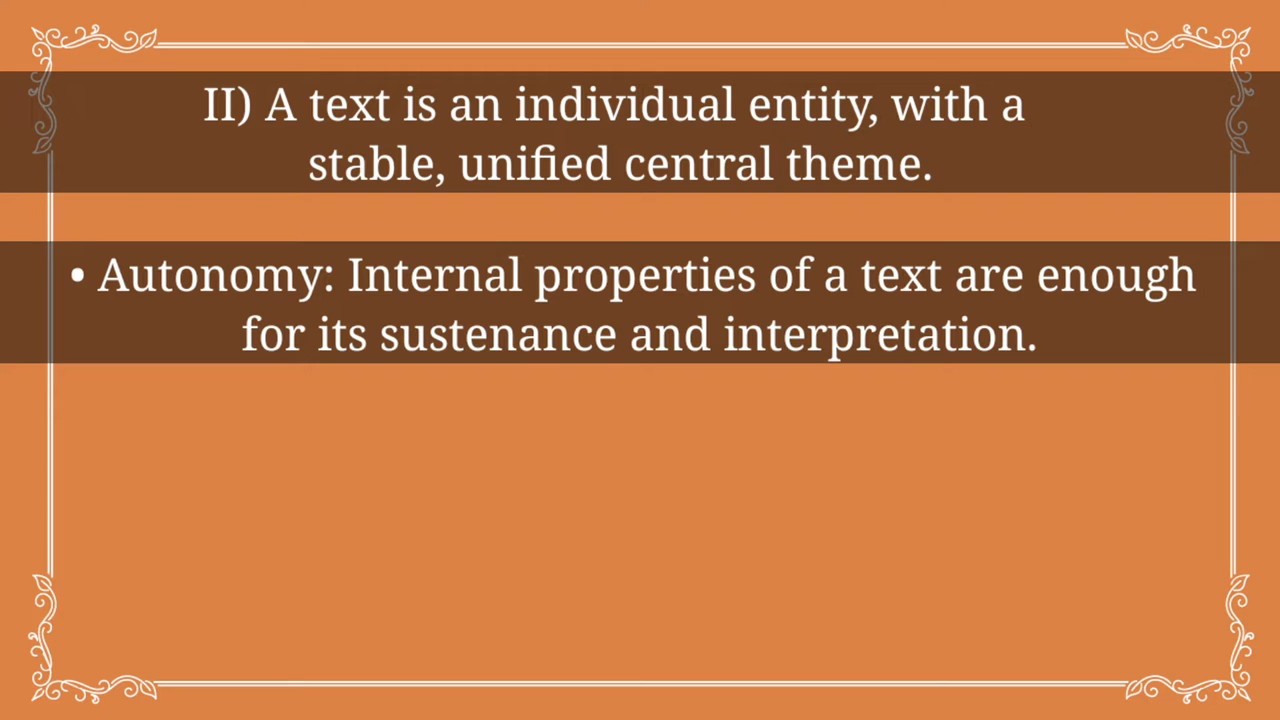 II) A text is an individual entity, with a
stable, unified central theme.
• Autonomy: Internal properties of a text are enough
for its sustenance and interpretation.